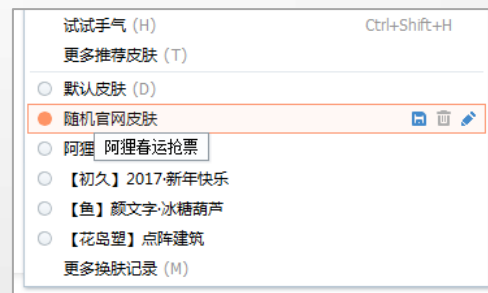 试试手气 (H) Ctrl+Shift+H
更多推荐皮肤 (T)
默认皮肤 (D)
随机官网皮肤
阿狸
阿狸春运抢票
【初久】2017·新年快乐
【鱼】颜文字·冰糖葫芦
【花岛塑】点阵建筑
更多换肤记录 (M)